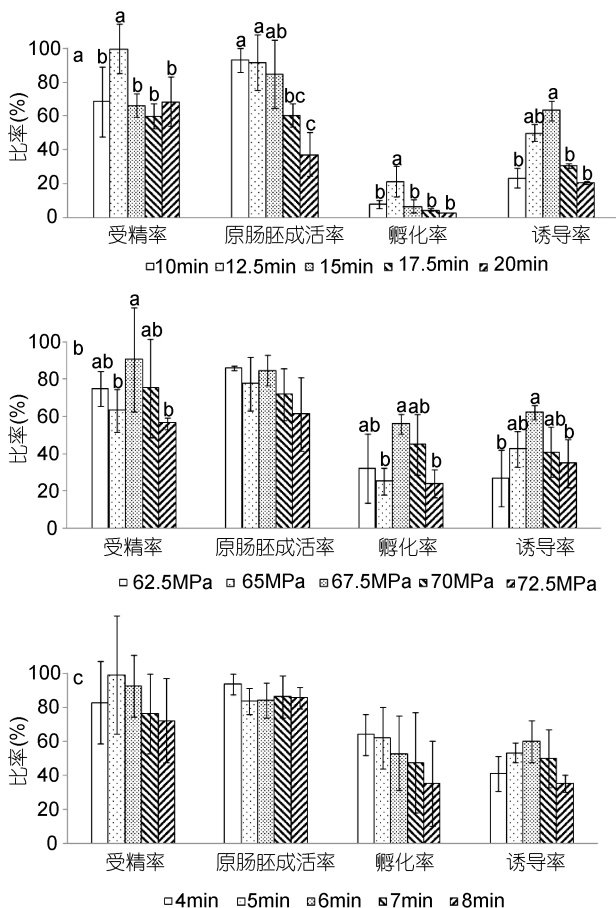 a
比率(%)
100
80
60
40
20
0
b a b b b
a a ab bc c
b a b b b
b ab a b b
受精率 原肠胚成活率 孵化率 诱导率
□10min □12.5min □15min ■17.5min ■20min
b
比率(%)
100
80
60
40
20
0
ab b a ab b
ab b a ab b
b ab a ab b
受精率 原肠胚成活率 孵化率 诱导率
□ 62.5MPa □ 65MPa □ 67.5MPa ■ 70MPa ■ 72.5MPa
c
比率(%)
100
80
60
40
20
0
受精率 原肠胚成活率 孵化率 诱导率
□4min □5min □6min ■7min ■8min